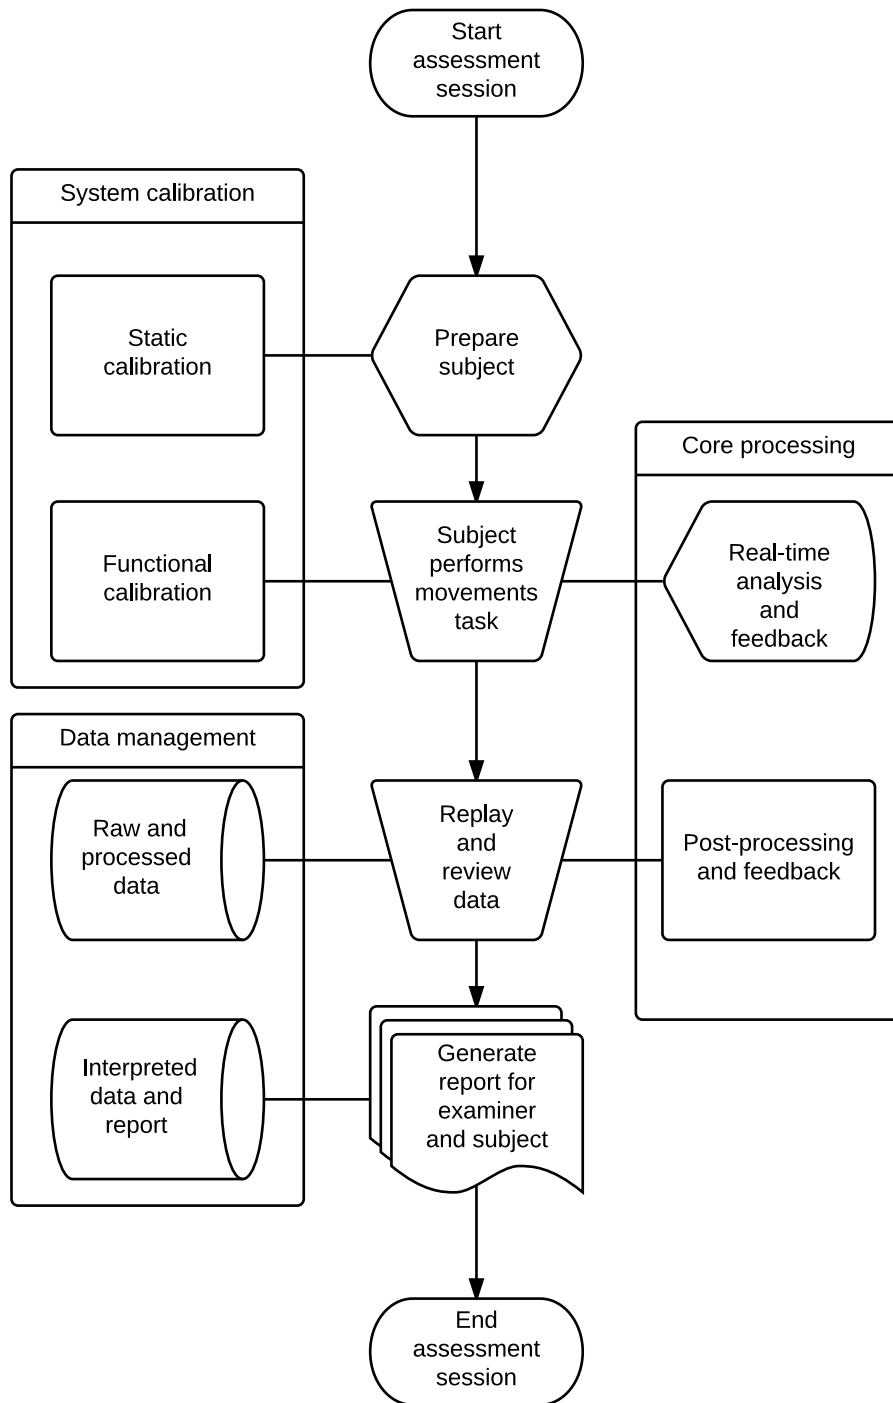 Start
assessment
session
System calibration
Static
calibration
Prepare
subject
Core processing
Functional
calibration
Subject
performs
movements
task
Real-time
analysis
and
feedback
Data management
Raw and
processed
data
Replay
and
review
data
Post-processing
and feedback
Interpreted
data and
report
Generate
report for
examiner
and subject
End
assessment
session